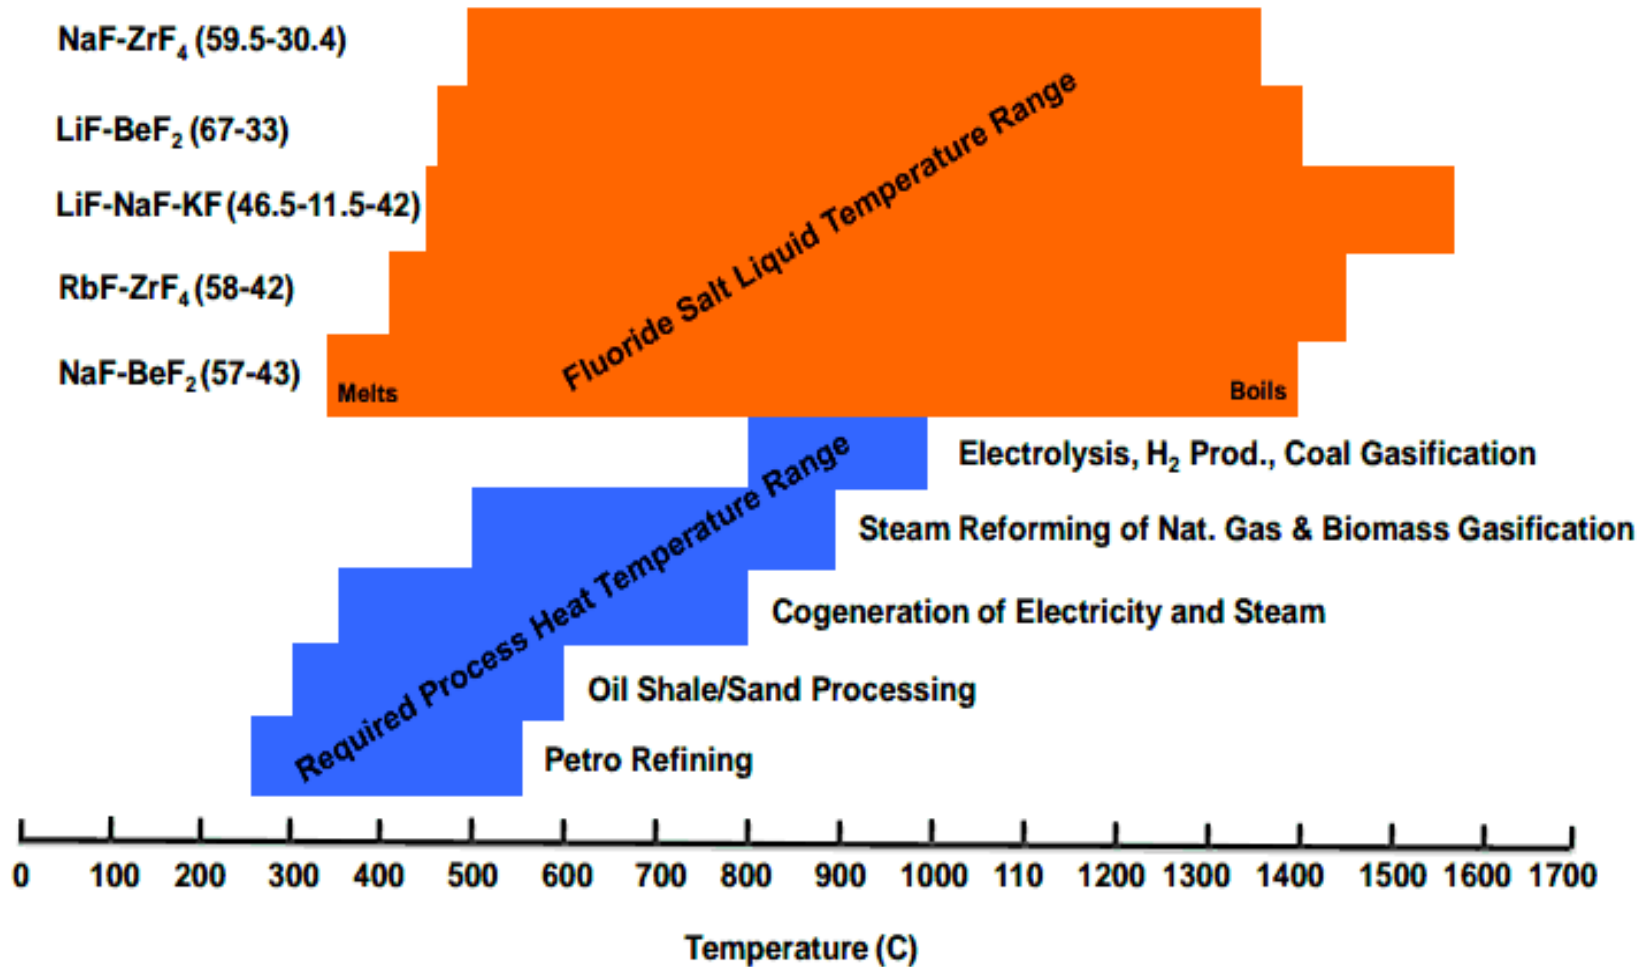 NaF-ZrF₄ (59.5-30.4)
LiF-BeF₂ (67-33)
LiF-NaF-KF (46.5-11.5-42)
RbF-ZrF₄ (58-42)
NaF-BeF₂ (57-43)
Fluoride Salt Liquid Temperature Range
Melts
Boils
Electrolysis, H₂ Prod., Coal Gasification
Steam Reforming of Nat. Gas & Biomass Gasification
Cogeneration of Electricity and Steam
Oil Shale/Sand Processing
Petro Refining
Required Process Heat Temperature Range
0 100 200 300 400 500 600 700 800 900 1000 110 1200 1300 1400 1500 1600 1700
Temperature (C)